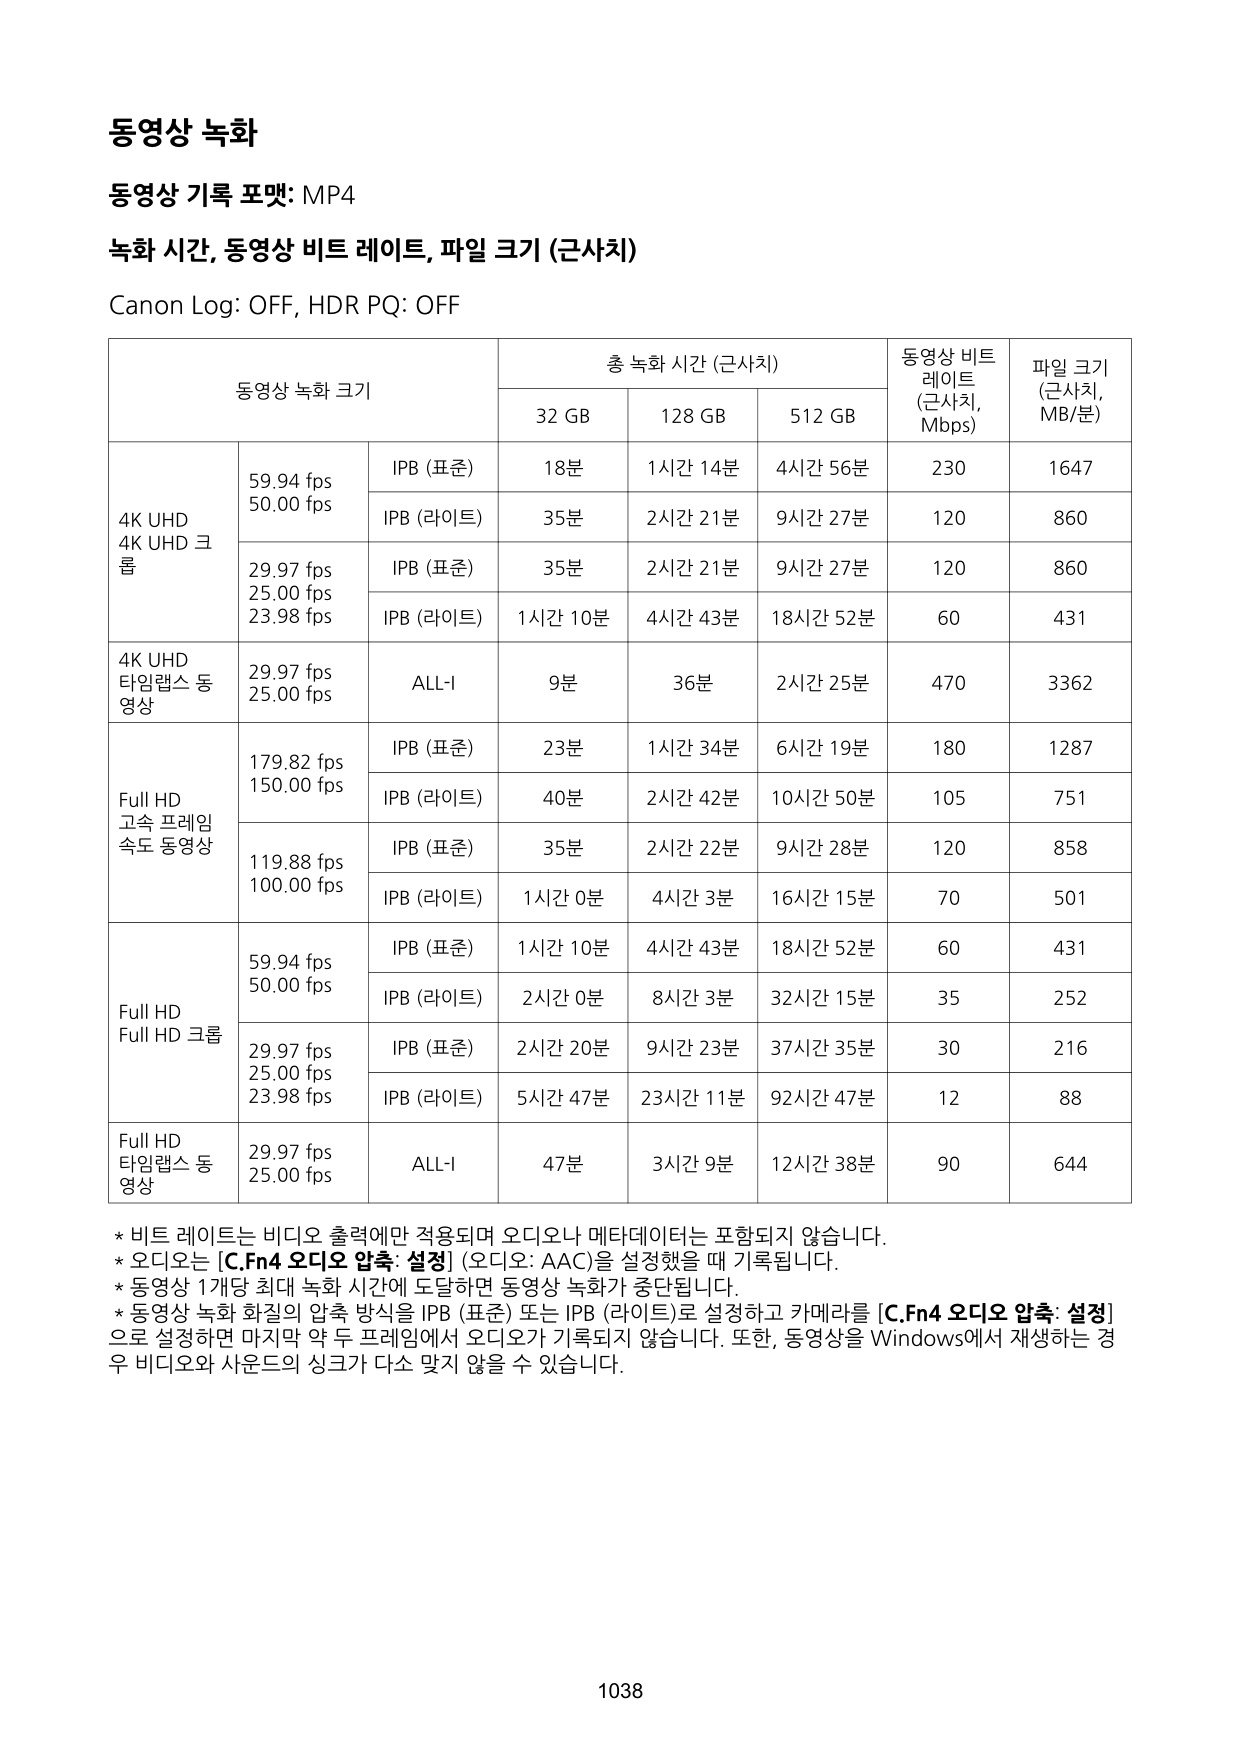 동영상 녹화
동영상 기록 포맷: MP4
녹화 시간, 동영상 비트 레이트, 파일 크기 (근사치)
Canon Log: OFF, HDR PQ: OFF
동영상 녹화 크기
총 녹화 시간 (근사치)
동영상 비트
레이트
(근사치,
Mbps)
파일 크기
(근사치,
MB/분)
32 GB 128 GB 512 GB
4K UHD
4K UHD 크
롭
59.94 fps
50.00 fps
IPB (표준) 18분 1시간 14분 4시간 56분 230 1647
IPB (라이트) 35분 2시간 21분 9시간 27분 120 860
29.97 fps
25.00 fps
23.98 fps
IPB (표준) 35분 2시간 21분 9시간 27분 120 860
IPB (라이트) 1시간 10분 4시간 43분 18시간 52분 60 431
4K UHD
타임랩스 동
영상
29.97 fps
25.00 fps
ALL-I 9분 36분 2시간 25분 470 3362
Full HD
고속 프레임
속도 동영상
179.82 fps
150.00 fps
IPB (표준) 23분 1시간 34분 6시간 19분 180 1287
IPB (라이트) 40분 2시간 42분 10시간 50분 105 751
119.88 fps
100.00 fps
IPB (표준) 35분 2시간 22분 9시간 28분 120 858
IPB (라이트) 1시간 0분 4시간 3분 16시간 15분 70 501
Full HD
Full HD 크롭
59.94 fps
50.00 fps
IPB (표준) 1시간 10분 4시간 43분 18시간 52분 60 431
IPB (라이트) 2시간 0분 8시간 3분 32시간 15분 35 252
29.97 fps
25.00 fps
23.98 fps
IPB (표준) 2시간 20분 9시간 23분 37시간 35분 30 216
IPB (라이트) 5시간 47분 23시간 11분 92시간 47분 12 88
Full HD
타임랩스 동
영상
29.97 fps
25.00 fps
ALL-I 47분 3시간 9분 12시간 38분 90 644
* 비트 레이트는 비디오 출력에만 적용되며 오디오나 메타데이터는 포함되지 않습니다.
* 오디오는 [C.Fn4 오디오 압축: 설정] (오디오: AAC)을 설정했을 때 기록됩니다.
* 동영상 1개당 최대 녹화 시간에 도달하면 동영상 녹화가 중단됩니다.
* 동영상 녹화 화질의 압축 방식을 IPB (표준) 또는 IPB (라이트)로 설정하고 카메라를 [C.Fn4 오디오 압축: 설정]
으로 설정하면 마지막 약 두 프레임에서 오디오가 기록되지 않습니다. 또한, 동영상을 Windows에서 재생하는 경
우 비디오와 사운드의 싱크가 다소 맞지 않을 수 있습니다.
1038